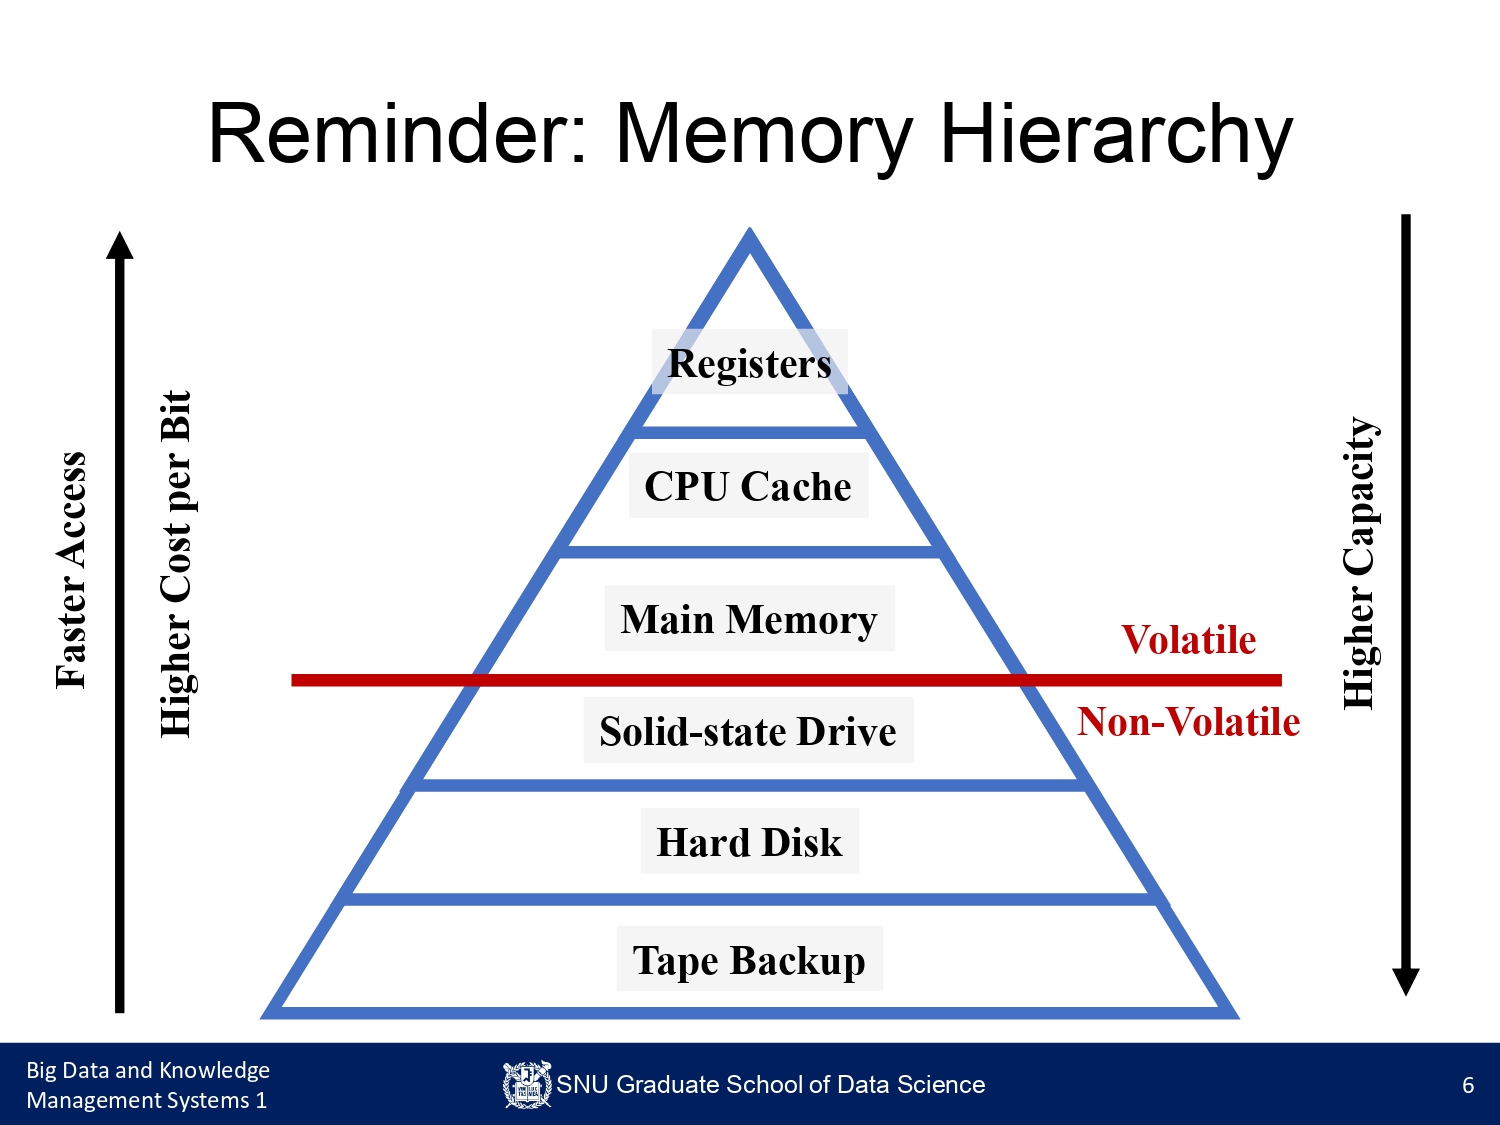 Reminder: Memory Hierarchy
Faster Access
Higher Cost per Bit
Registers
CPU Cache
Main Memory
Solid-state Drive
Hard Disk
Tape Backup
Volatile
Non-Volatile
Higher Capacity
Big Data and Knowledge
Management Systems 1
SNU Graduate School of Data Science
6